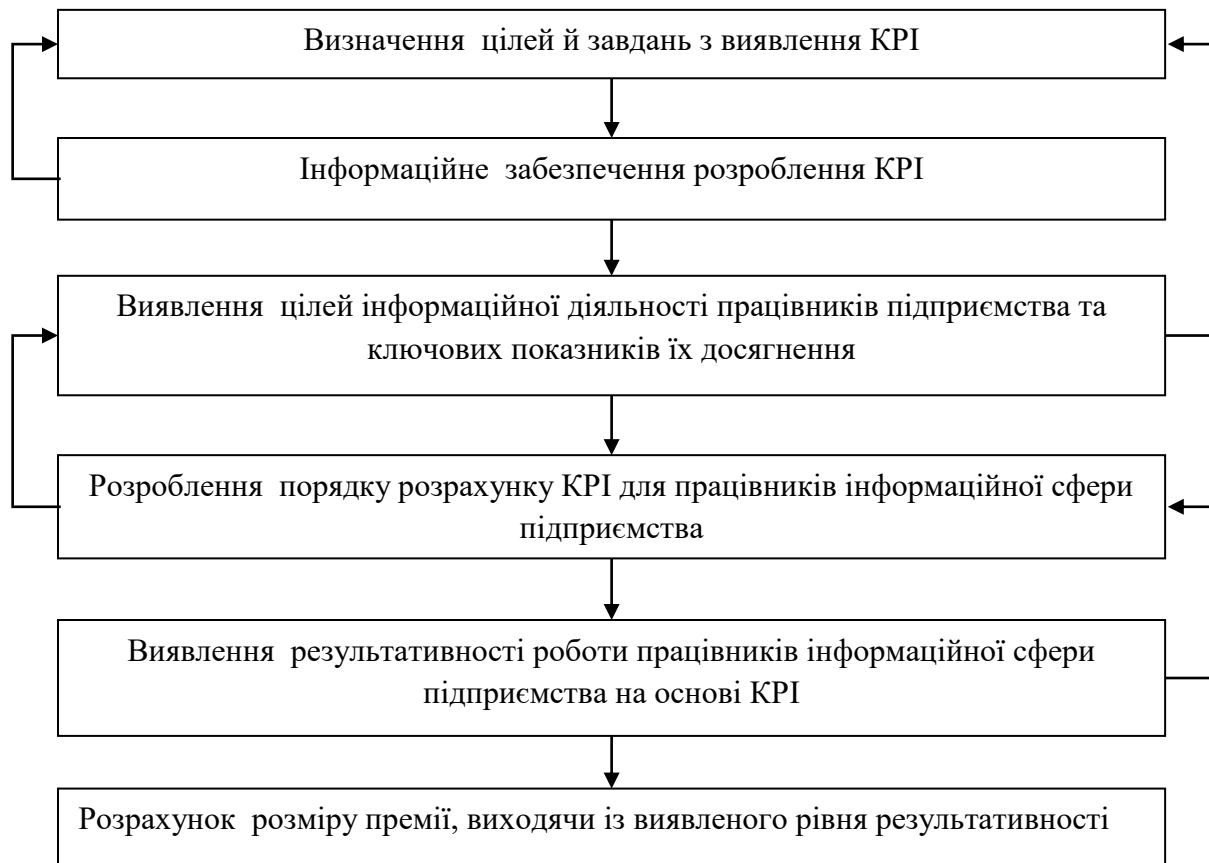 Визначення цілей й завдань з виявлення КРІ
Інформаційне забезпечення розроблення КРІ
Виявлення цілей інформаційної діяльності працівників підприємства та
ключових показників їх досягнення
Розроблення порядку розрахунку КРІ для працівників інформаційної сфери
підприємства
Виявлення результативності роботи працівників інформаційної сфери
підприємства на основі КРІ
Розрахунок розміру премії, виходячи із виявленого рівня результативності